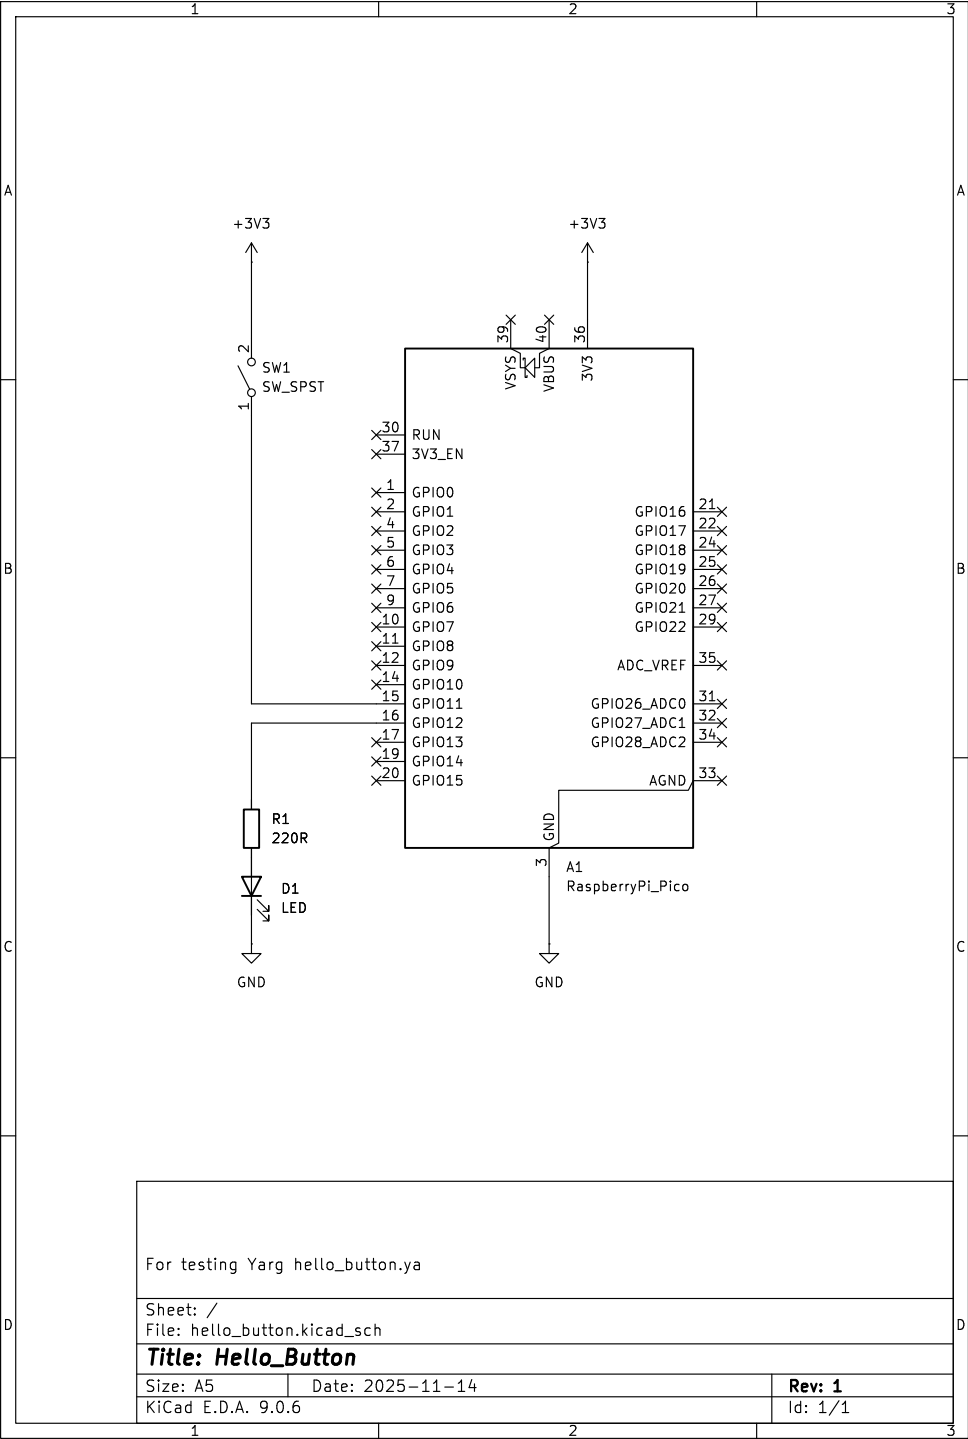 1 2 3
A A
+3V3 +3V3
39 40 36
VSYS VBUS 3V3
2
SW1
SW_SPST
1
30 RUN
37 3V3_EN
1 GPIO0
2 GPIO1 GPIO16 21
4 GPIO2 GPIO17 22
5 GPIO3 GPIO18 24
B 6 GPIO4 GPIO19 25 B
7 GPIO5 GPIO20 26
9 GPIO6 GPIO21 27
10 GPIO7 GPIO22 29
11 GPIO8
12 GPIO9 ADC_VREF 35
14 GPIO10
15 GPIO11 GPIO26_ADC0 31
16 GPIO12 GPIO27_ADC1 32
17 GPIO13 GPIO28_ADC2 34
19 GPIO14
20 GPIO15 AGND 33
R1
220R
GND
3
A1
RaspberryPi_Pico
D1
LED
C C
GND GND
For testing Yarg hello_button.ya
Sheet: /
File: hello_button.kicad_sch
D D
Title: Hello_Button
Size: A5 Date: 2025-11-14 Rev: 1
KiCad E.D.A. 9.0.6 Id: 1/1
1 2 3